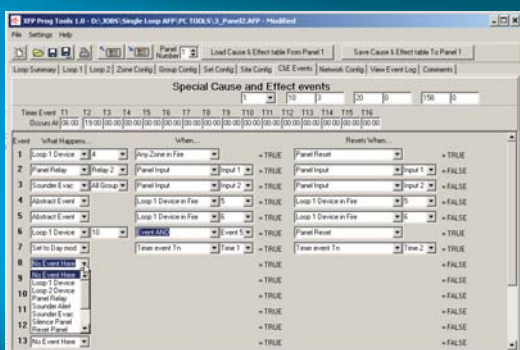 XFP Prog Tools 1.0 - D:\JOBS\Single Loop AFP\PC TOOLS\3_Panel2.AFP - Modified
File Settings Help
Panel Number 1 Load Cause & Effect table From Panel 1 Save Cause & Effect table To Panel 1
Loop Summary Loop 1 Loop 2 Zone Config Group Config Set Config Site Config C&E Events Network Config View Event Log Comments
Special Cause and Effect events
1 10 3 20 0 150 0
Timer Event T1 T2 T3 T4 T5 T6 T7 T8 T9 T10 T11 T12 T13 T14 T15 T16
Occurs At 06:00 19:00 00:00 00:00 00:00 00:00 00:00 00:00 00:00 00:00 00:00 00:00 00:00 00:00 00:00 00:00
Event What Happens... When... Resets When...
1 Loop 1 Device 4 Any Zone in Fire =TRUE Panel Reset =TRUE
2 Panel Relay Relay 2 Panel Input Input 1 =TRUE Panel Input Input 1 =FALSE
3 Sounder Evac All Group Panel Input Input 2 =TRUE Panel Input Input 2 =FALSE
4 Abstract Event Loop 1 Device in Fire 5 =TRUE Loop 1 Device in Fire 5 =FALSE
5 Abstract Event Loop 1 Device in Fire 6 =TRUE Loop 1 Device in Fire 6 =FALSE
6 Loop 1 Device 10 Event AND Event 5 =TRUE Panel Reset =TRUE
7 Set to Day mod Timer event Tn Time 1 =TRUE Timer event Tn Time 2 =TRUE
8 No Event Here =TRUE =FALSE
No Event Here
9 Loop 1 Device =TRUE =FALSE
Loop 2 Device
10 Panel Relay =TRUE =FALSE
Sounder Alert
11 Sounder Evac =TRUE =FALSE
Silence Panel
12 Reset Panel =TRUE =FALSE
13 No Event Here =TRUE =FALSE